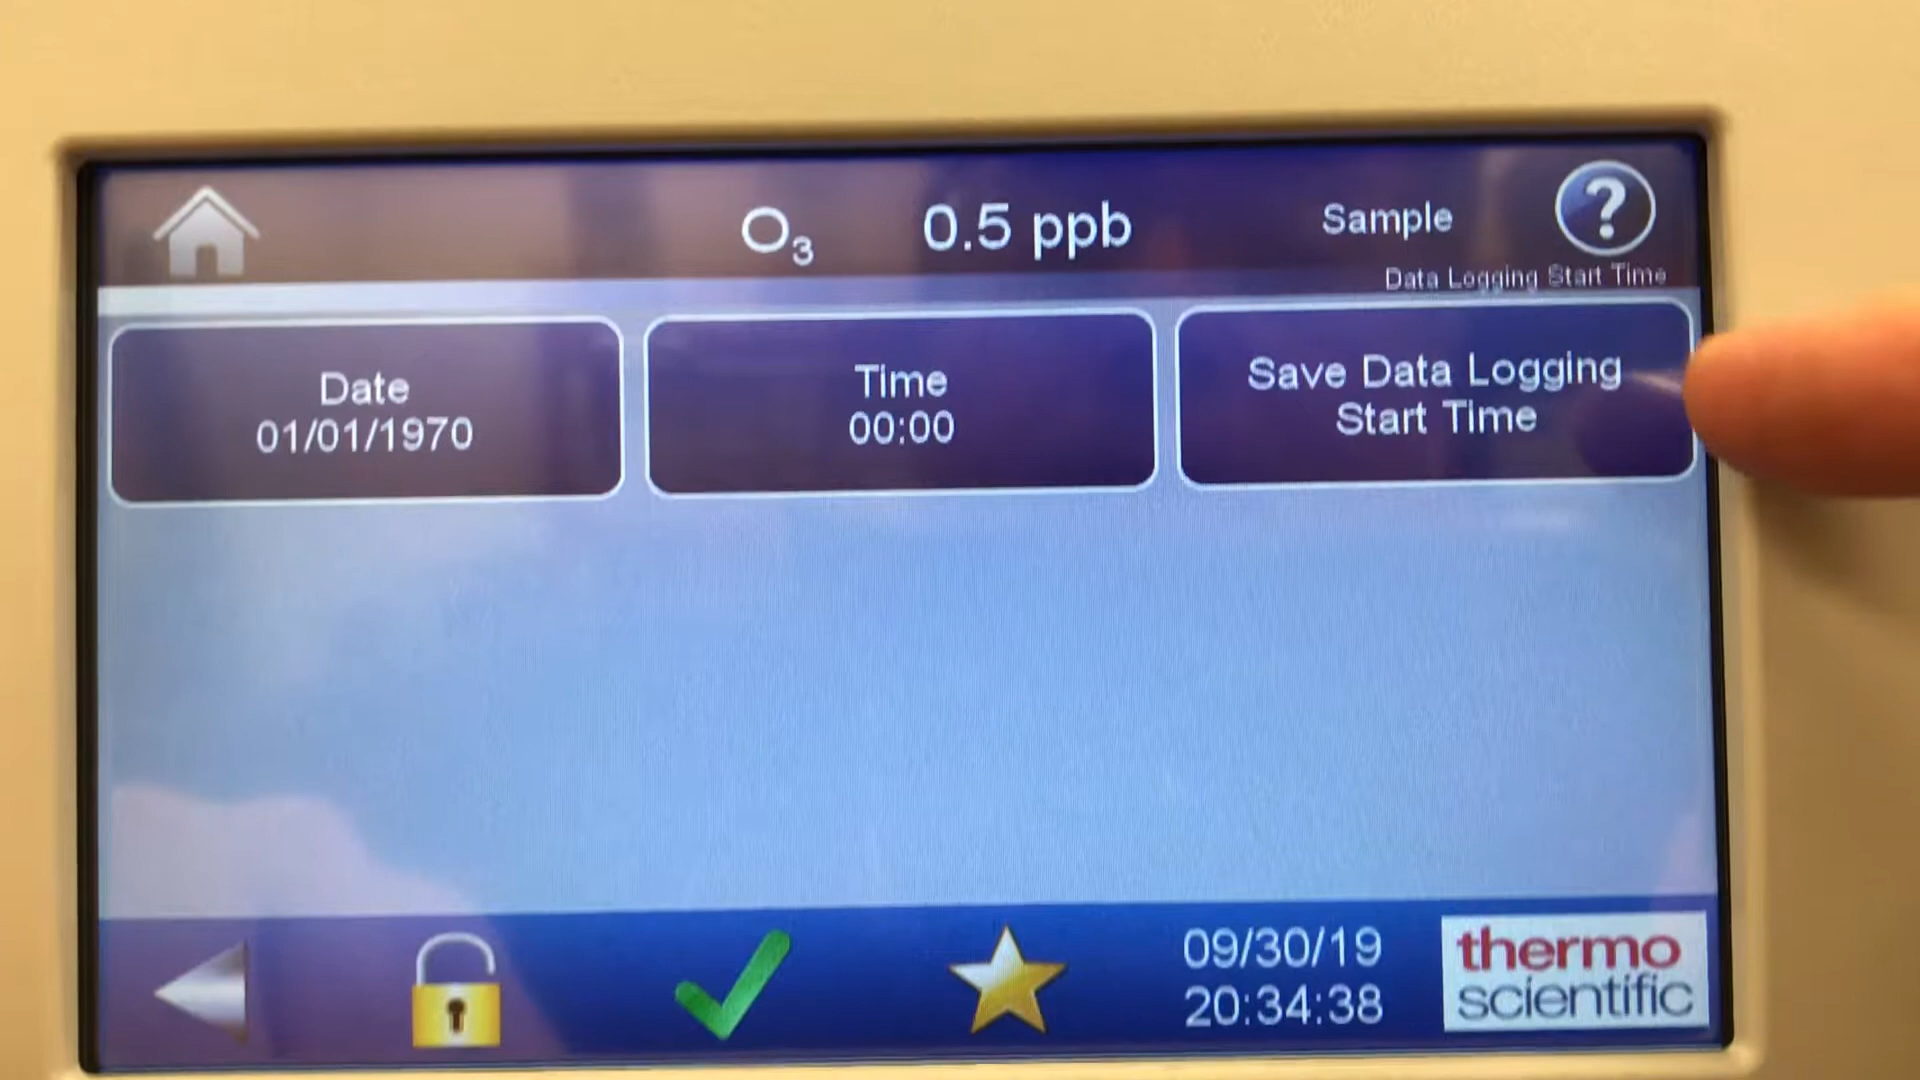 O3 0.5 ppb Sample ?
Data Logging Start Time
Date
01/01/1970
Time
00:00
Save Data Logging
Start Time
09/30/19
20:34:38
thermo
scientific